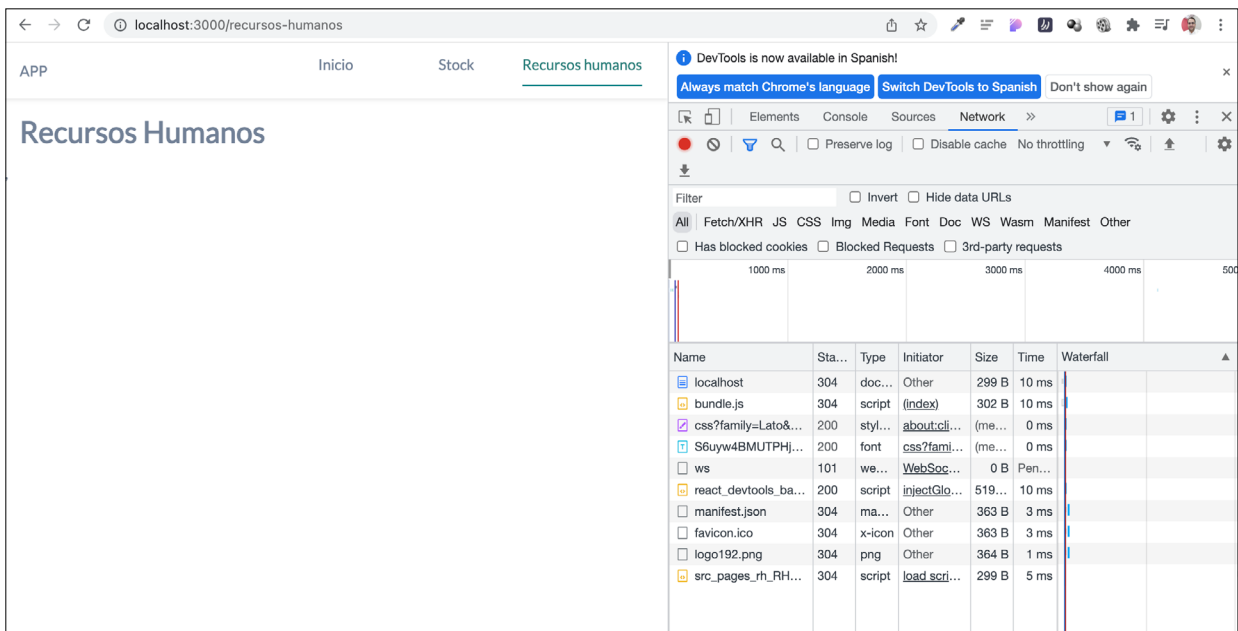 localhost:3000/recursos-humanos
APP Inicio Stock Recursos humanos
Recursos Humanos
DevTools is now available in Spanish!
Always match Chrome's language Switch DevTools to Spanish Don't show again
Elements Console Sources Network 1
Preserve log Disable cache No throttling
Filter Invert Hide data URLs
All Fetch/XHR JS CSS Img Media Font Doc WS Wasm Manifest Other
Has blocked cookies Blocked Requests 3rd-party requests
1000 ms 2000 ms 3000 ms 4000 ms 500
Name Sta... Type Initiator Size Time Waterfall
localhost 304 doc... Other 299 B 10 ms
bundle.js 304 script (index) 302 B 10 ms
css?family=Lato&... 200 styl... about:cli... (me... 0 ms
S6uyw4BMUTPHj... 200 font css?fami... (me... 0 ms
ws 101 we... WebSoc... 0 B Pen...
react_devtools_ba... 200 script injectGlo... 519... 10 ms
manifest.json 304 ma... Other 363 B 3 ms
favicon.ico 304 x-icon Other 363 B 3 ms
logo192.png 304 png Other 364 B 1 ms
src_pages_rh_RH... 304 script load scri... 299 B 5 ms